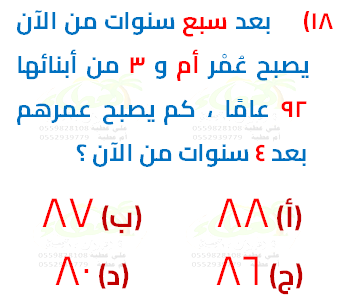 ١٨) بعد سبع سنوات من الآن
يصبح عُمْر أم و ٣ من أبنائها
٩٢ عامًا ، كم يصبح عمرهم
بعد ٤ سنوات من الآن ؟
(أ) ٨٨ (ب) ٨٧
(ج) ٨٦ (د) ٨٠